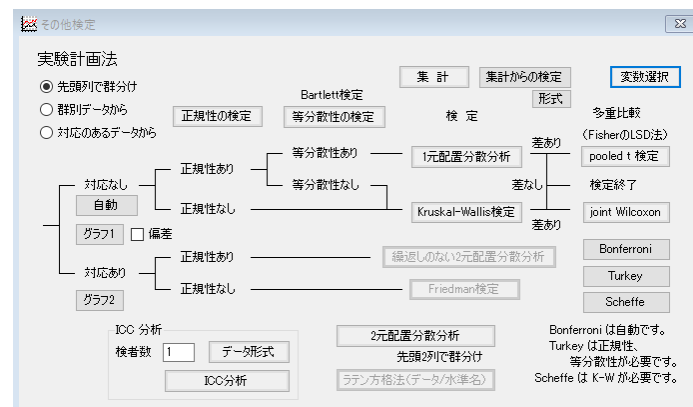 その他検定
実験計画法
先頭列で群分け
群別データから
対応のあるデータから
集 計
集計からの検定
変数選択
形式
Bartlett検定
正規性の検定
等分散性の検定
検 定
多重比較
(FisherのLSD法)
等分散性あり
1元配置分散分析
差あり
pooled t 検定
正規性あり
対応なし
等分散性なし
差なし
検定終了
自動
正規性なし
Kruskal-Wallis検定
joint Wilcoxon
差あり
グラフ1
偏差
Bonferroni
正規性あり
繰返しのない2元配置分散分析
対応あり
Turkey
正規性なし
Friedman検定
グラフ2
Scheffe
ICC 分析
検者数
1
データ形式
ICC分析
2元配置分散分析
先頭2列で群分け
ラテン方格法(データ/水準名)
Bonferroni は自動です。
Turkey は正規性、
等分散性が必要です。
Scheffe は K-W が必要です。